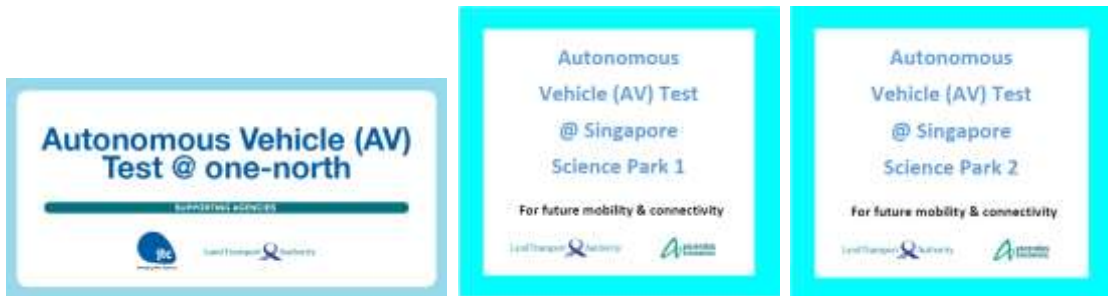 Autonomous Vehicle (AV)
Test @ one-north
SUPPORTING AGENCIES
jtc
Land Transport Authority
Autonomous
Vehicle (AV) Test
@ Singapore
Science Park 1
For future mobility & connectivity
Land Transport Authority
Autonomous
Vehicle (AV) Test
@ Singapore
Science Park 2
For future mobility & connectivity
Land Transport Authority